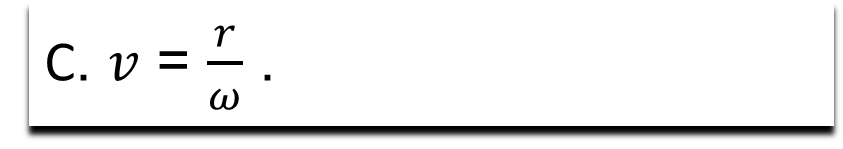 C. v = r/ω .